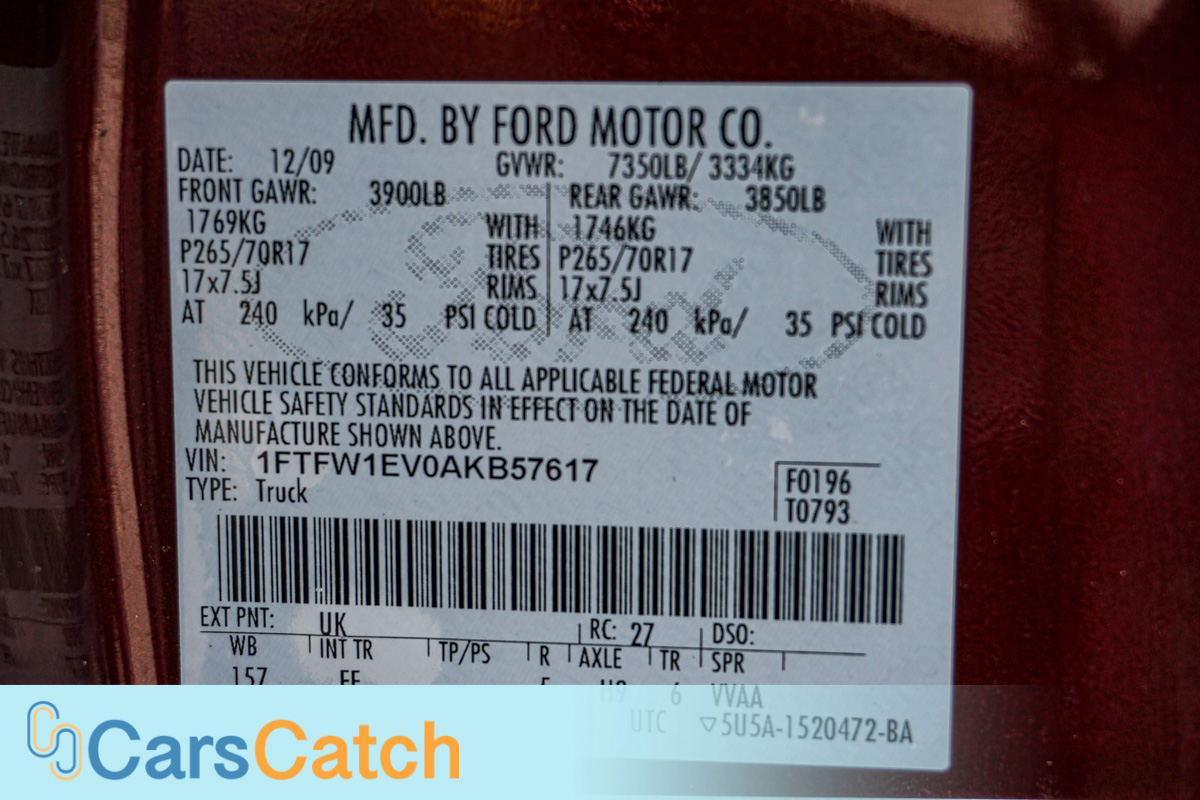 MFD. BY FORD MOTOR CO.
DATE: 12/09 GVWR: 7350LB/ 3334KG
FRONT GAWR: 3900LB REAR GAWR: 3850LB
1769KG WITH 1746KG WITH
P265/70R17 TIRES P265/70R17 TIRES
17x7.5J RIMS 17x7.5J RIMS
AT 240 kPa/ 35 PSI COLD AT 240 kPa/ 35 PSI COLD
THIS VEHICLE CONFORMS TO ALL APPLICABLE FEDERAL MOTOR
VEHICLE SAFETY STANDARDS IN EFFECT ON THE DATE OF
MANUFACTURE SHOWN ABOVE.
VIN: 1FTFW1EV0AKB57617
TYPE: Truck
F0196
T0793
EXT PNT: UK RC: 27 DSO:
WB INT TR TP/PS R AXLE TR SPR
157 H9 6 VVAA
UTC ▽5U5A-1520472-BA
CarsCatch